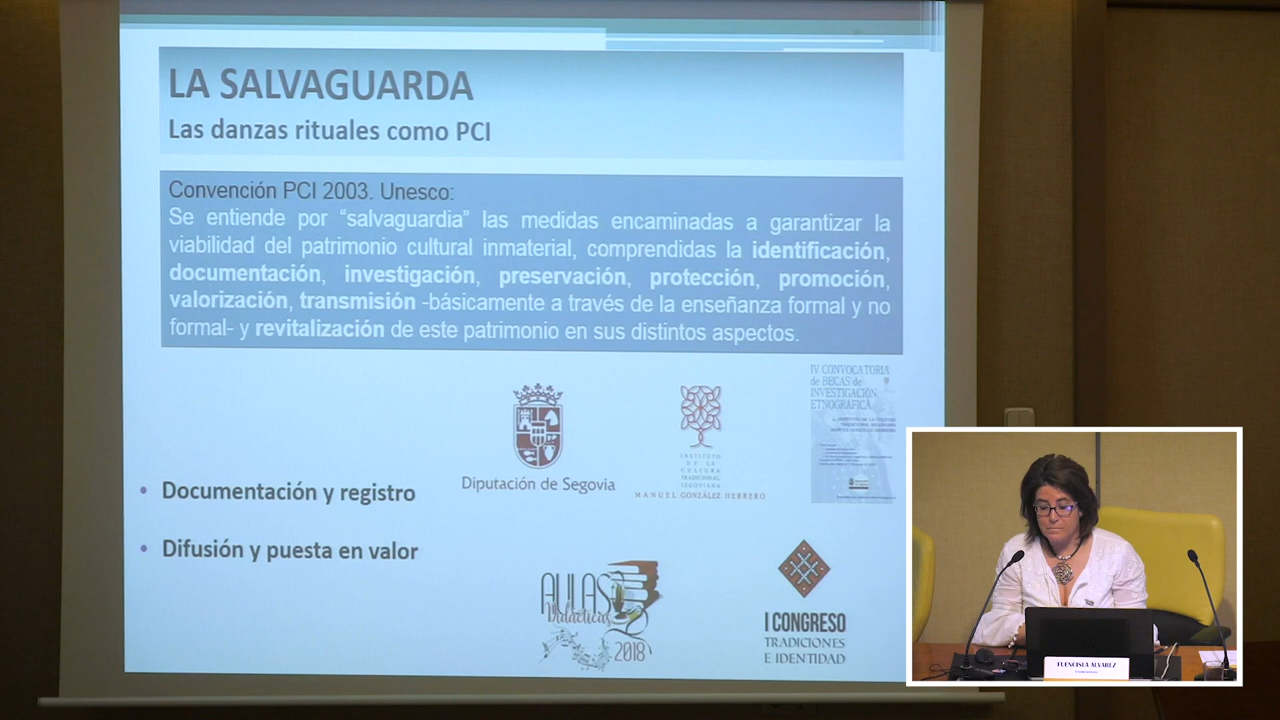 LA SALVAGUARDA
Las danzas rituales como PCI
Convención PCI 2003. Unesco:
Se entiende por “salvaguardia” las medidas encaminadas a garantizar la
viabilidad del patrimonio cultural inmaterial, comprendidas la identificación,
documentación, investigación, preservación, protección, promoción,
valorización, transmisión -básicamente a través de la enseñanza formal y no
formal- y revitalización de este patrimonio en sus distintos aspectos.
IV CONVOCATORIA
de BECAS de
INVESTIGACIÓN
ETNOGRÁFICA
Diputación de Segovia
INSTITUTO
DE LA
CULTURA
TRADICIONAL
SEGOVIANA
MANUEL GONZÁLEZ HERRERO
• Documentación y registro
• Difusión y puesta en valor
AULAS
Didácticas
2018
I CONGRESO
TRADICIONES
E IDENTIDAD
FUENCISLA ÁLVAREZ